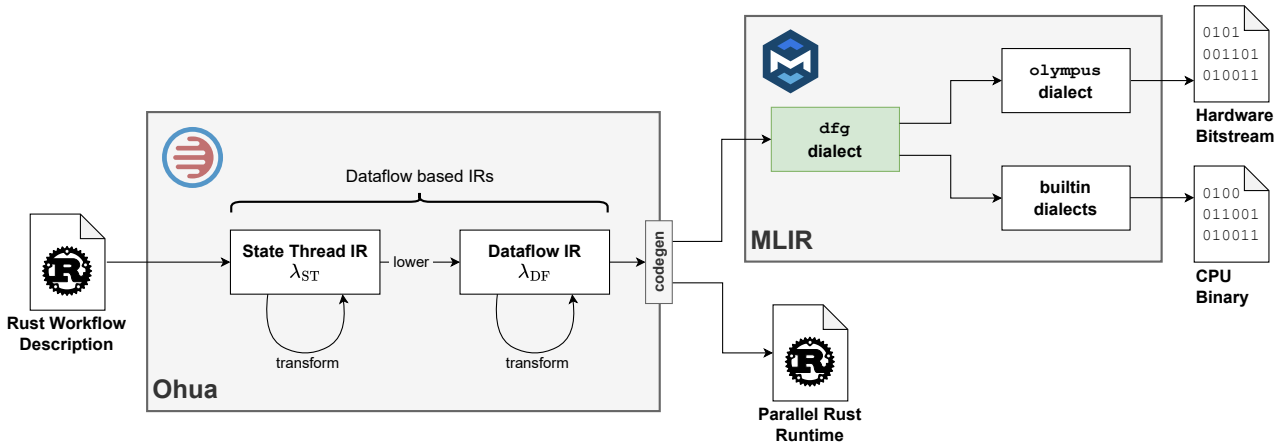 Rust Workflow
Description
Ohua
Dataflow based IRs
State Thread IR
λST
transform
lower
Dataflow IR
λDF
transform
codegen
Parallel Rust
Runtime
MLIR
dfg
dialect
olympus
dialect
builtin
dialects
0101
001101
010011
Hardware
Bitstream
0100
011001
010011
CPU
Binary